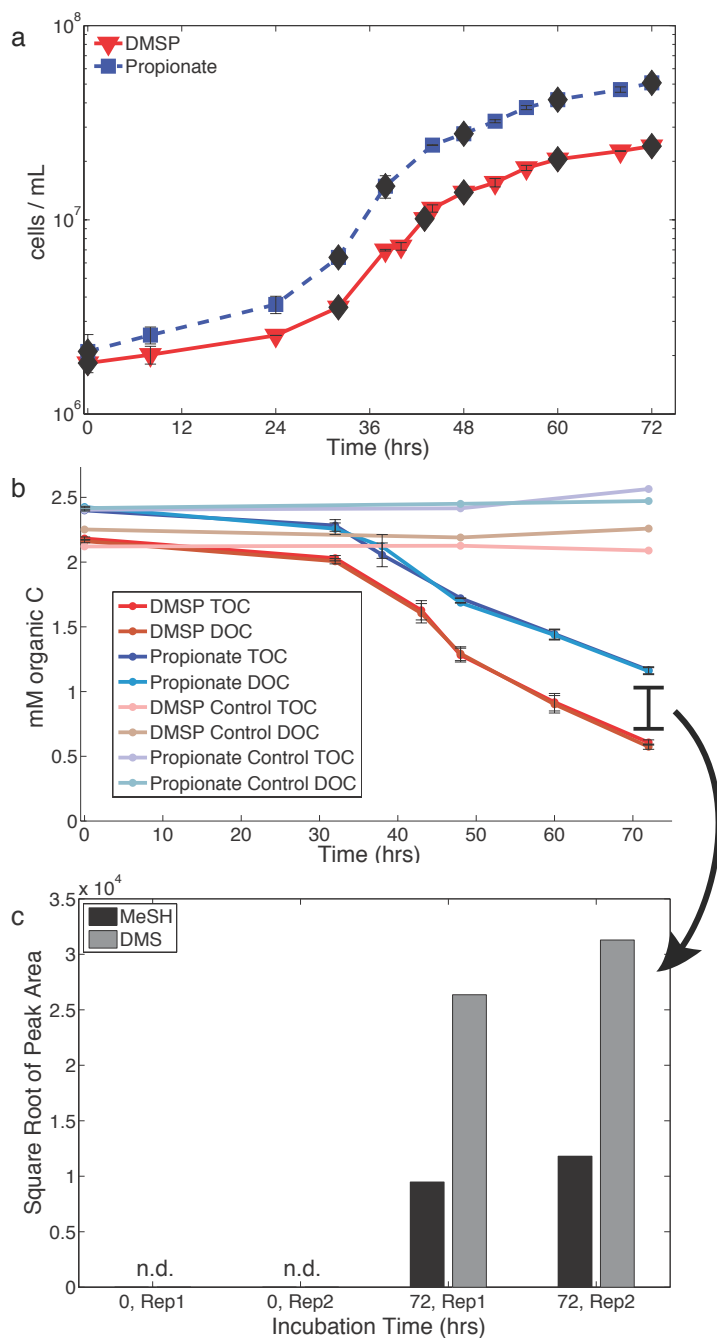 a
10^8
DMSP
Propionate
10^7
cells / mL
10^6
0 12 24 36 48 60 72
Time (hrs)
b
2.5
2
1.5
1
0.5
0
mM organic C
DMSP TOC
DMSP DOC
Propionate TOC
Propionate DOC
DMSP Control TOC
DMSP Control DOC
Propionate Control TOC
Propionate Control DOC
0 10 20 30 40 50 60 70
Time (hrs)
c
x 10^4
3.5
MeSH
DMS
3
2.5
2
1.5
1
0.5
0
Square Root of Peak Area
n.d. n.d.
0, Rep1 0, Rep2 72, Rep1 72, Rep2
Incubation Time (hrs)